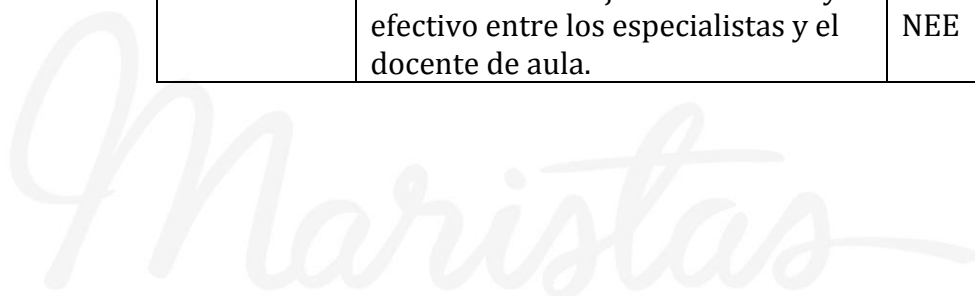 efectivo entre los especialistas y el
docente de aula.
NEE
Maristas